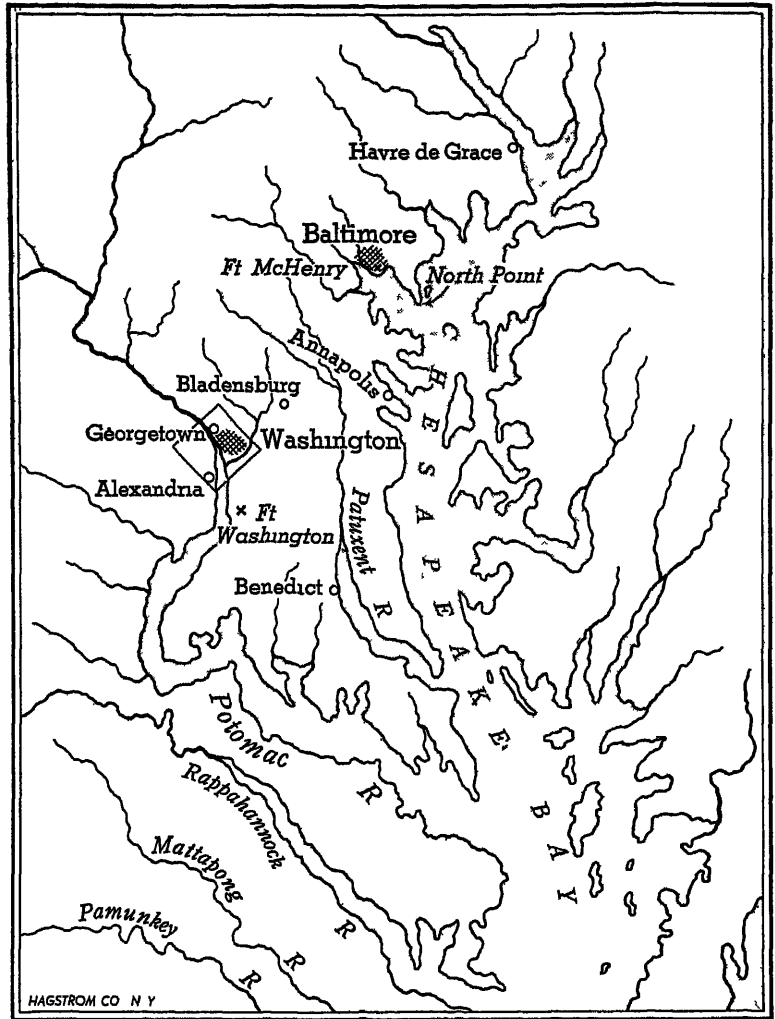 Havre de Grace
Baltimore
Ft McHenry
North Point
Annapolis
Bladensburg
Georgetown
Washington
Alexandria
Ft
Washington
Patuxent R
Benedict
CHESAPEAKE BAY
Potomac R
Rappahannock R
Mattapong R
Pamunkey R
HAGSTROM CO N Y